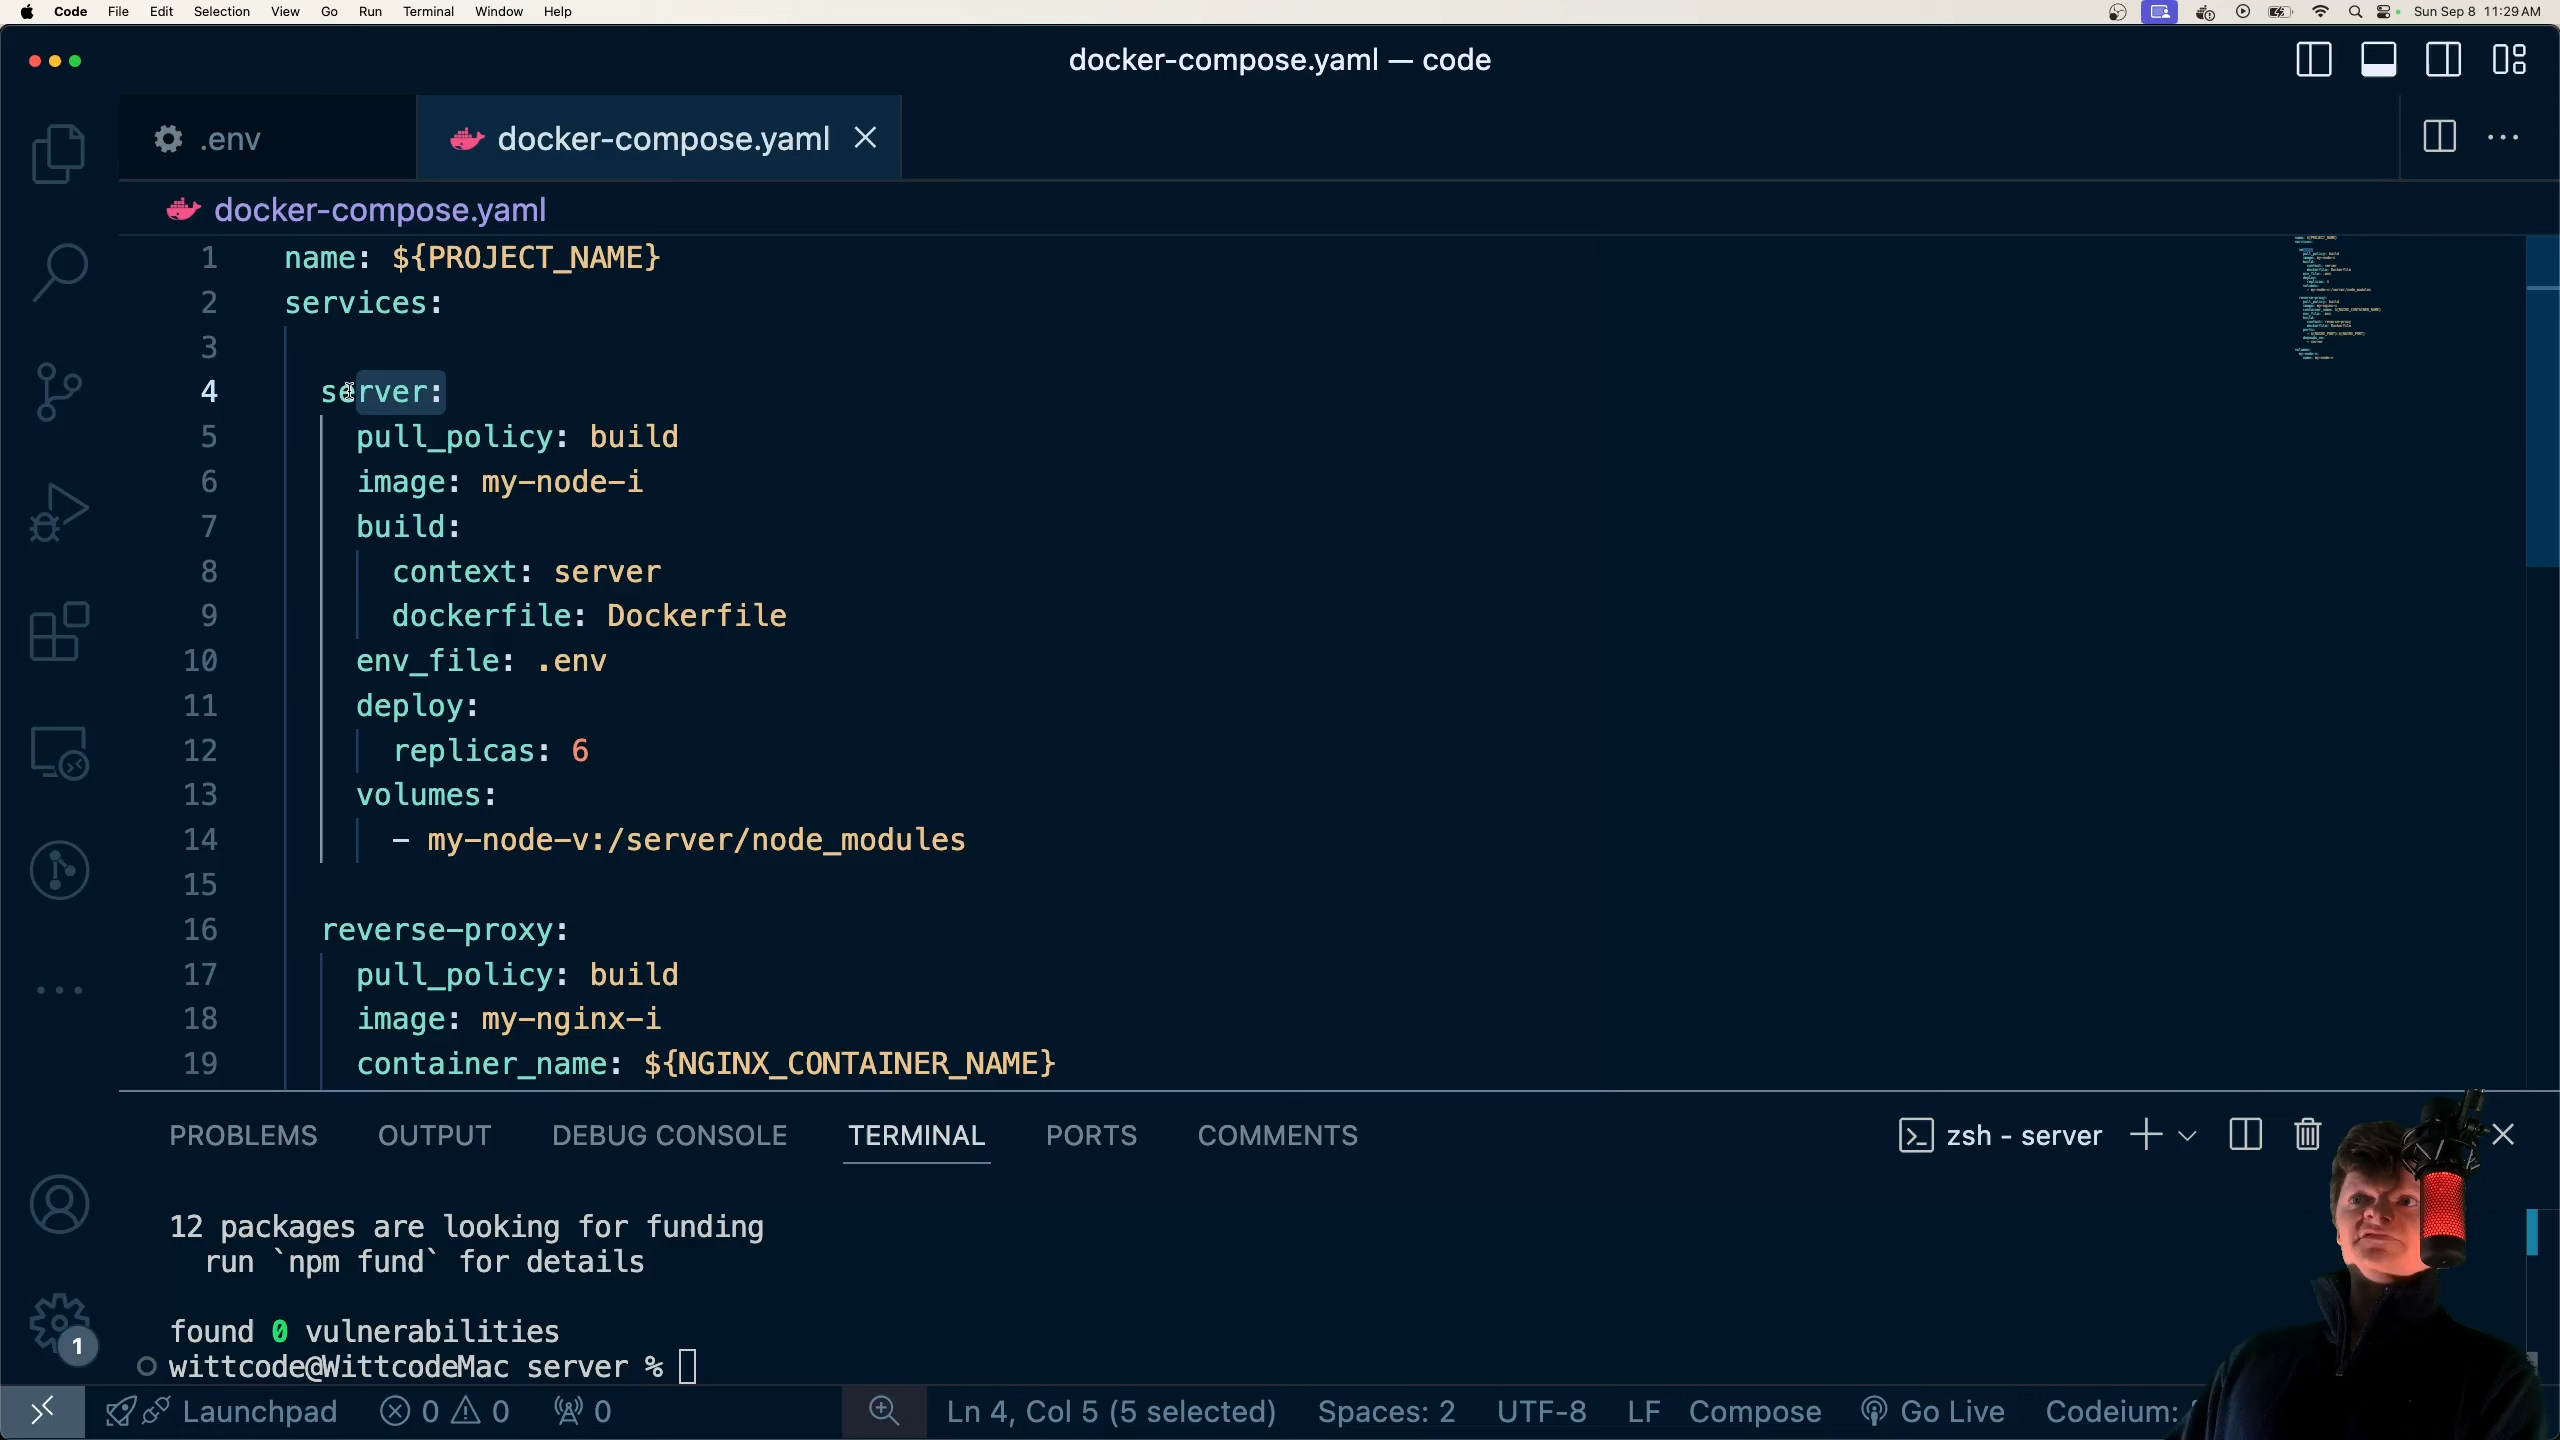 Code File Edit Selection View Go Run Terminal Window Help Sun Sep 8 11:29 AM
docker-compose.yaml — code
.env docker-compose.yaml
docker-compose.yaml
1 name: ${PROJECT_NAME}
2 services:
3
4 server:
5 pull_policy: build
6 image: my-node-i
7 build:
8 context: server
9 dockerfile: Dockerfile
10 env_file: .env
11 deploy:
12 replicas: 6
13 volumes:
14 - my-node-v:/server/node_modules
15
16 reverse-proxy:
17 pull_policy: build
18 image: my-nginx-i
19 container_name: ${NGINX_CONTAINER_NAME}
PROBLEMS OUTPUT DEBUG CONSOLE TERMINAL PORTS COMMENTS zsh - server
12 packages are looking for funding
run `npm fund` for details
found 0 vulnerabilities
wittcode@WittcodeMac server %
1
Launchpad 0 0 0 Ln 4, Col 5 (5 selected) Spaces: 2 UTF-8 LF Compose Go Live Codeium: